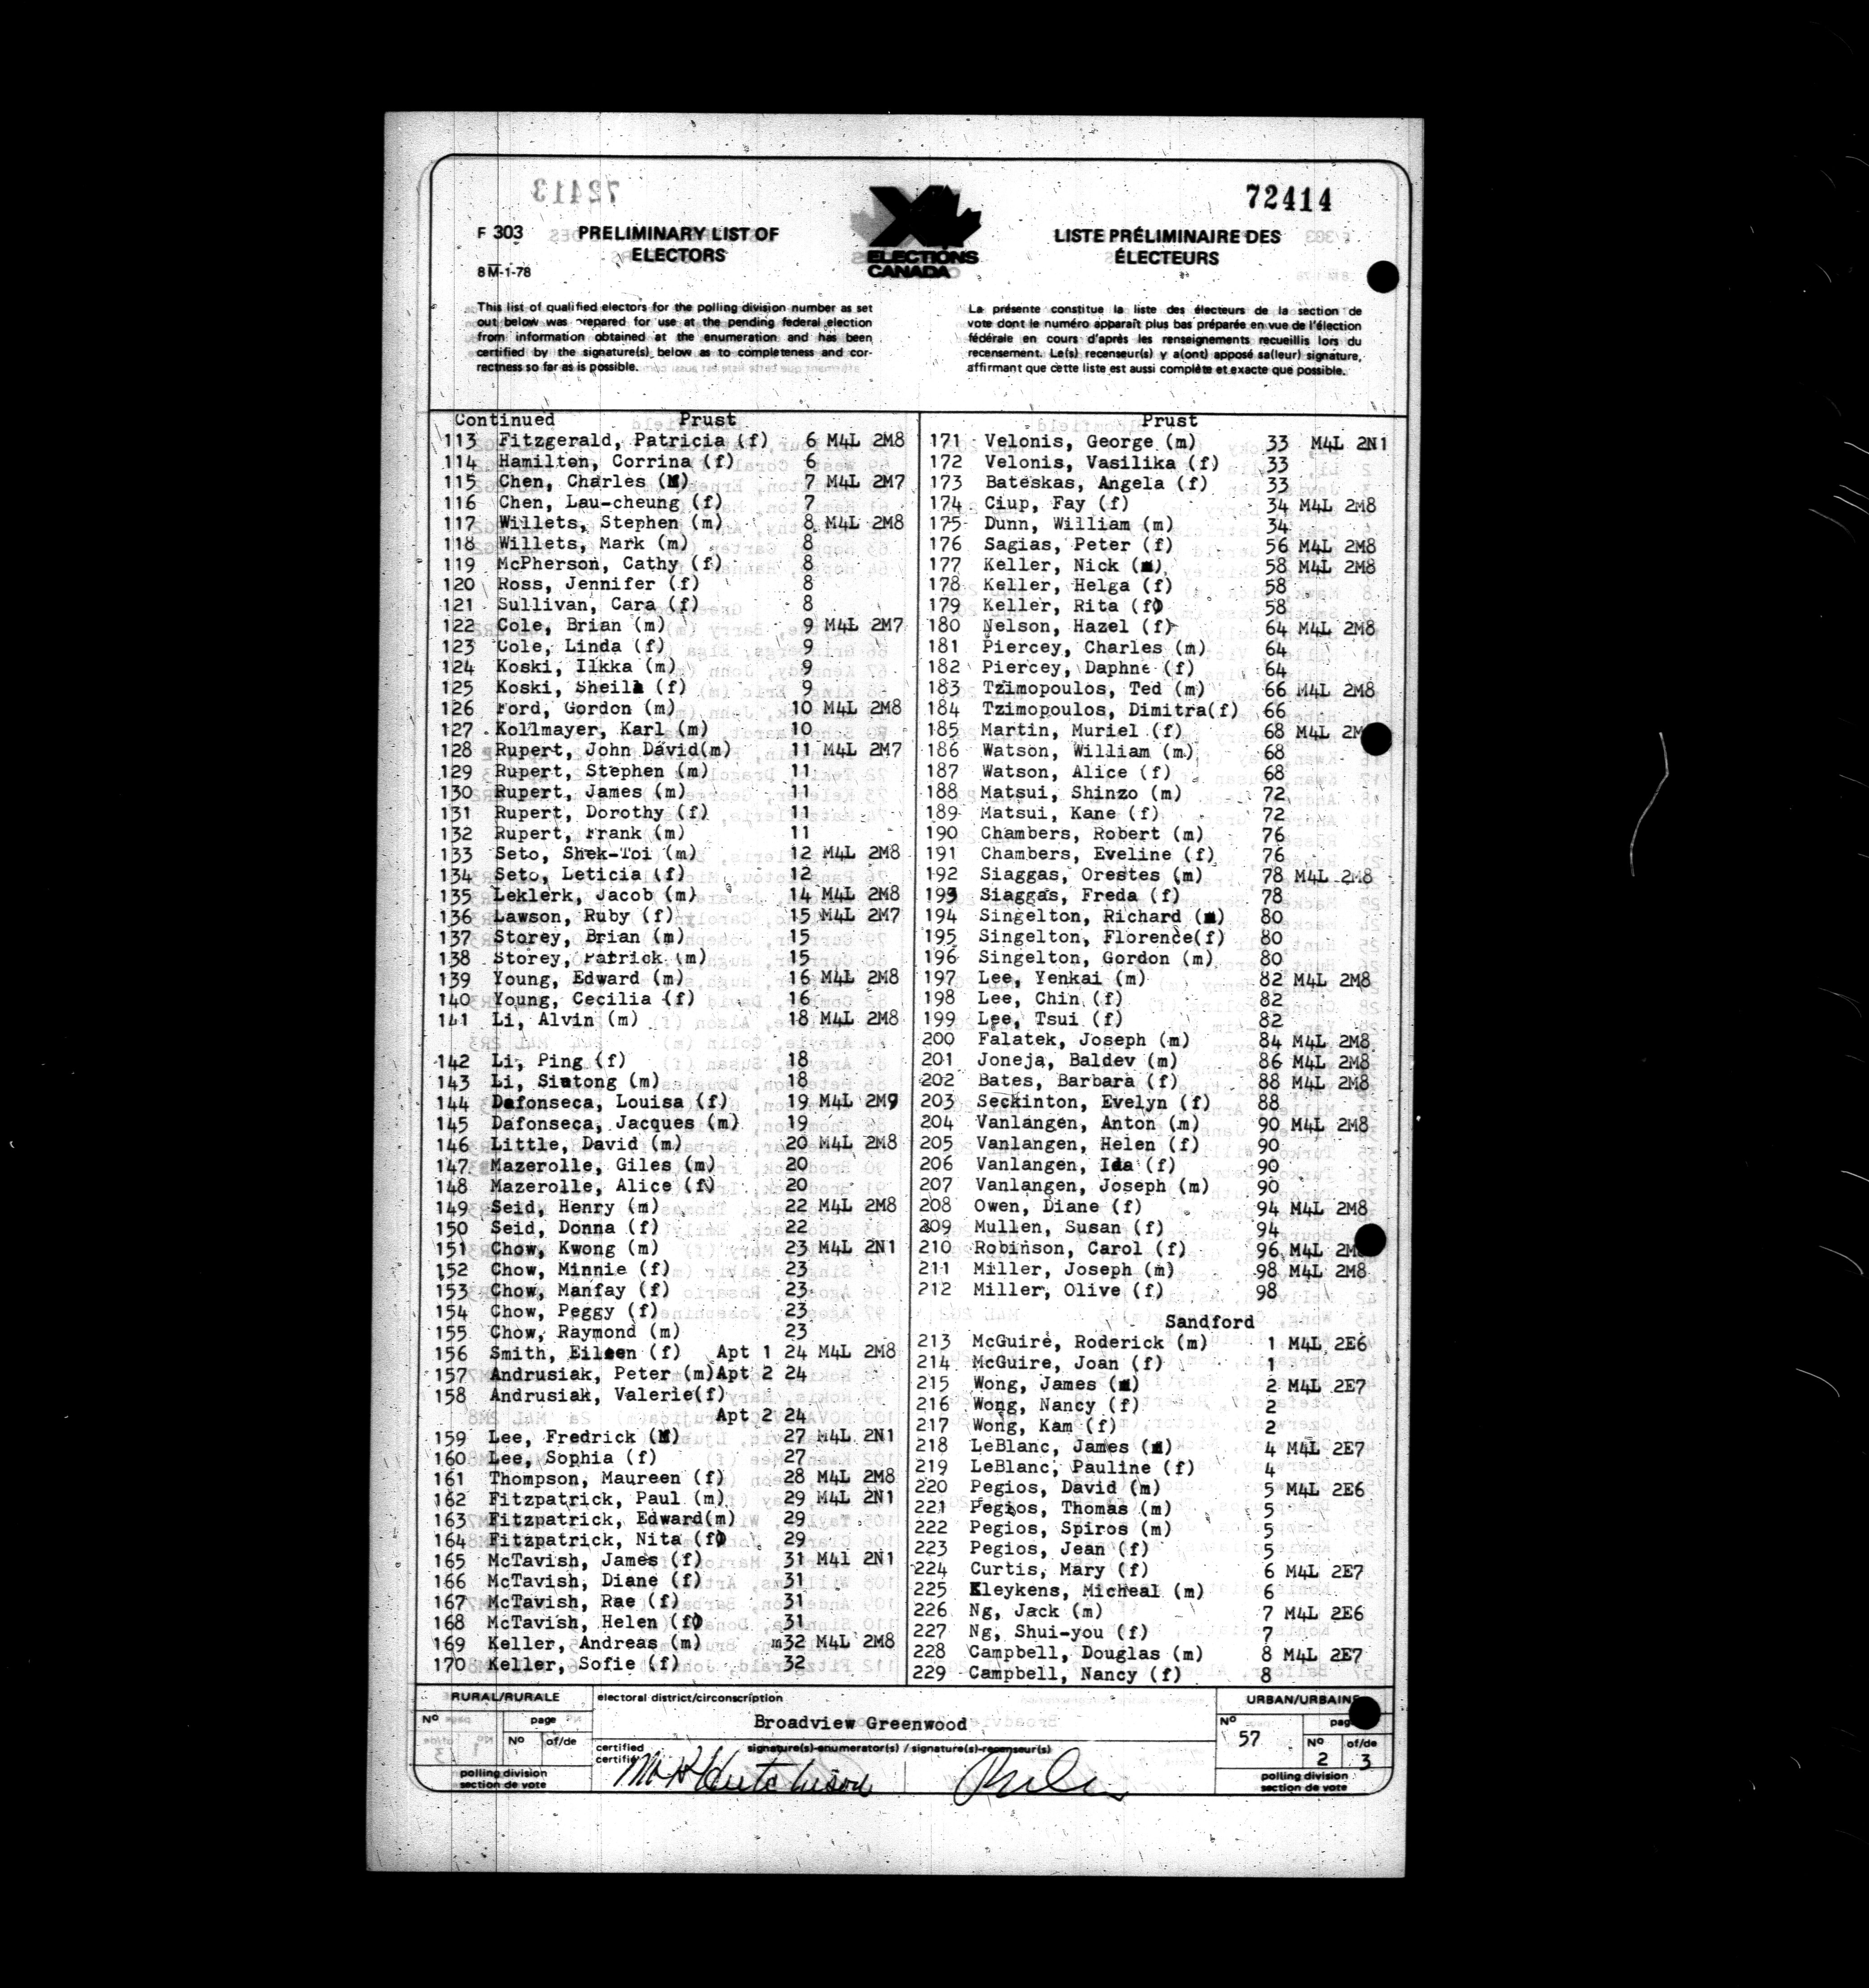 72414
F 303
PRELIMINARY LIST OF
ELECTORS
8M-1-78
ELECTIONS
CANADA
LISTE PRÉLIMINAIRE DES
ÉLECTEURS
This list of qualified electors for the polling division number as set
out below was prepared for use at the pending federal election
from information obtained at the enumeration and has been
certified by the signature(s) below as to completeness and cor-
rectness so far as is possible.
La présente constitue la liste des électeurs de la section de
vote dont le numéro apparaît plus bas préparée en vue de l'élection
fédérale en cours d'après les renseignements recueillis lors du
recensement. Le(s) recenseur(s) y a(ont) apposé sa(leur) signature,
affirmant que cette liste est aussi complète et exacte que possible.
Continued Prust
113 Fitzgerald, Patricia (f) 6 M4L 2M8
114 Hamilten, Corrina (f) 6
115 Chen, Charles (M) 7 M4L 2M7
116 Chen, Lau-cheung (f) 7
117 Willets, Stephen (m) 8 M4L 2M8
118 Willets, Mark (m) 8
119 McPherson, Cathy (f) 8
120 Ross, Jennifer (f) 8
121 Sullivan, Cara (f) 8
122 Cole, Brian (m) 9 M4L 2M7
123 Cole, Linda (f) 9
124 Koski, Ilkka (m) 9
125 Koski, Sheila (f) 9
126 Ford, Gordon (m) 10 M4L 2M8
127 Kollmayer, Karl (m) 10
128 Rupert, John David(m) 11 M4L 2M7
129 Rupert, Stephen (m) 11
130 Rupert, James (m) 11
131 Rupert, Dorothy (f) 11
132 Rupert, Frank (m) 11
133 Seto, Shek-Toi (m) 12 M4L 2M8
134 Seto, Leticia (f) 12
135 Leklerk, Jacob (m) 14 M4L 2M8
136 Lawson, Ruby (f) 15 M4L 2M7
137 Storey, Brian (m) 15
138 Storey, Patrick (m) 15
139 Young, Edward (m) 16 M4L 2M8
140 Young, Cecilia (f) 16
141 Li, Alvin (m) 18 M4L 2M8
142 Li, Ping (f) 18
143 Li, Siutong (m) 18
144 Dafonseca, Louisa (f) 19 M4L 2M9
145 Dafonseca, Jacques (m) 19
146 Little, David (m) 20 M4L 2M8
147 Mazerolle, Giles (m) 20
148 Mazerolle, Alice (f) 20
149 Seid, Henry (m) 22 M4L 2M8
150 Seid, Donna (f) 22
151 Chow, Kwong (m) 23 M4L 2N1
152 Chow, Minnie (f) 23
153 Chow, Manfay (f) 23
154 Chow, Peggy (f) 23
155 Chow, Raymond (m) 23
156 Smith, Eileen (f) Apt 1 24 M4L 2M8
157 Andrusiak, Peter (m)Apt 2 24
158 Andrusiak, Valerie(f)
Apt 2 24
159 Lee, Fredrick (M) 27 M4L 2N1
160 Lee, Sophia (f) 27
161 Thompson, Maureen (f) 28 M4L 2M8
162 Fitzpatrick, Paul (m) 29 M4L 2N1
163 Fitzpatrick, Edward(m) 29
164 Fitzpatrick, Nita (f) 29
165 McTavish, James (f) 31 M4l 2N1
166 McTavish, Diane (f) 31
167 McTavish, Rae (f) 31
168 McTavish, Helen (f) 31
169 Keller, Andreas (m) m32 M4L 2M8
170 Keller, Sofie (f) 32
Prust
171 Velonis, George (m) 33 M4L 2N1
172 Velonis, Vasilika (f) 33
173 Bateskas, Angela (f) 33
174 Ciup, Fay (f) 34 M4L 2M8
175 Dunn, William (m) 34
176 Sagias, Peter (f) 56 M4L 2M8
177 Keller, Nick (m) 58 M4L 2M8
178 Keller, Helga (f) 58
179 Keller, Rita (f) 58
180 Nelson, Hazel (f) 64 M4L 2M8
181 Piercey, Charles (m) 64
182 Piercey, Daphne (f) 64
183 Tzimopoulos, Ted (m) 66 M4L 2M8
184 Tzimopoulos, Dimitra(f) 66
185 Martin, Muriel (f) 68 M4L 2M
186 Watson, William (m) 68
187 Watson, Alice (f) 68
188 Matsui, Shinzo (m) 72
189 Matsui, Kane (f) 72
190 Chambers, Robert (m) 76
191 Chambers, Eveline (f) 76
192 Siaggas, Orestes (m) 78 M4L 2M8
193 Siaggas, Freda (f) 78
194 Singelton, Richard (m) 80
195 Singelton, Florence(f) 80
196 Singelton, Gordon (m) 80
197 Lee, Yenkai (m) 82 M4L 2M8
198 Lee, Chin (f) 82
199 Lee, Tsui (f) 82
200 Falatek, Joseph (m) 84 M4L 2M8
201 Joneja, Baldev (m) 86 M4L 2M8
202 Bates, Barbara (f) 88 M4L 2M8
203 Seckinton, Evelyn (f) 88
204 Vanlangen, Anton (m) 90 M4L 2M8
205 Vanlangen, Helen (f) 90
206 Vanlangen, Ida (f) 90
207 Vanlangen, Joseph (m) 90
208 Owen, Diane (f) 94 M4L 2M8
209 Mullen, Susan (f) 94
210 Robinson, Carol (f) 96 M4L 2M
211 Miller, Joseph (m) 98 M4L 2M8
212 Miller, Olive (f) 98
Sandford
213 McGuire, Roderick (m) 1 M4L 2E6
214 McGuire, Joan (f) 1
215 Wong, James (m) 2 M4L 2E7
216 Wong, Nancy (f) 2
217 Wong, Kam (f) 2
218 LeBlanc, James (m) 4 M4L 2E7
219 LeBlanc, Pauline (f) 4
220 Pegios, David (m) 5 M4L 2E6
221 Pegios, Thomas (m) 5
222 Pegios, Spiros (m) 5
223 Pegios, Jean (f) 5
224 Curtis, Mary (f) 6 M4L 2E7
225 Kleykens, Micheal (m) 6
226 Ng, Jack (m) 7 M4L 2E6
227 Ng, Shui-you (f) 7
228 Campbell, Douglas (m) 8 M4L 2E7
229 Campbell, Nancy (f) 8
RURAL/RURALE
No page
No of/de
polling division
section de vote
electoral district/circonscription
Broadview Greenwood
certified signature(s)-enumerator(s) / signature(s)-recenseur(s)
certifié
Hutchison
URBAN/URBAINE
No 57 page
No of/de
2 3
polling division
section de vote